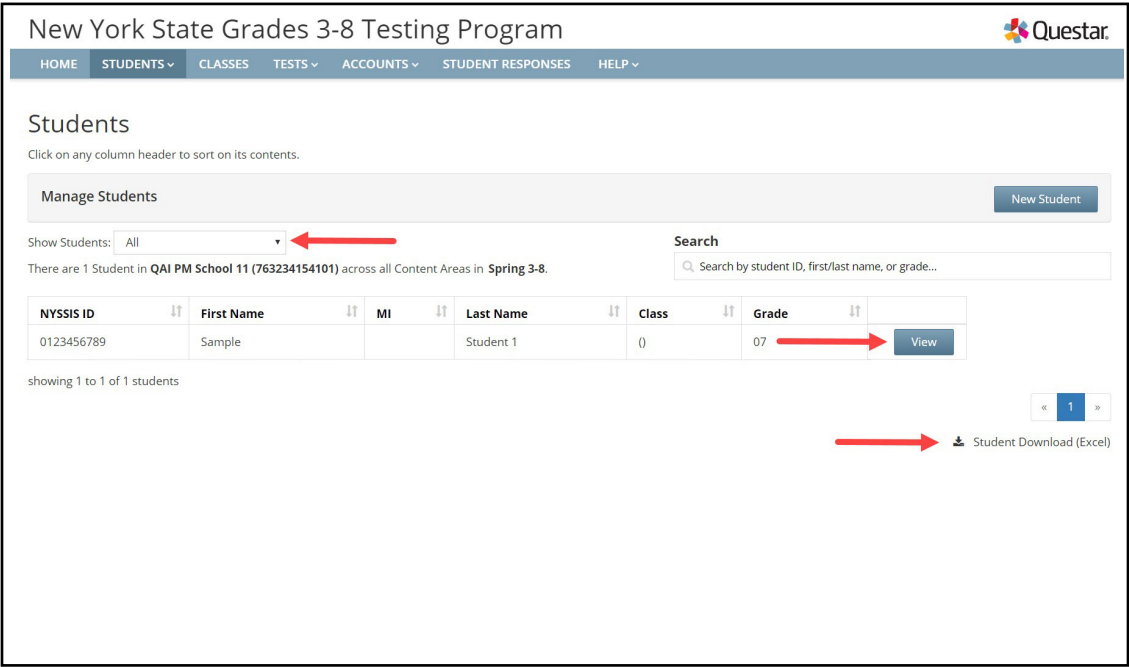 New York State Grades 3-8 Testing Program
Questar.
HOME STUDENTS CLASSES TESTS ACCOUNTS STUDENT RESPONSES HELP
Students
Click on any column header to sort on its contents.
Manage Students
New Student
Show Students: All
Search
There are 1 Student in QAI PM School 11 (763234154101) across all Content Areas in Spring 3-8.
Search by student ID, first/last name, or grade...
NYSSIS ID First Name MI Last Name Class Grade
0123456789 Sample Student 1 () 07 View
showing 1 to 1 of 1 students
« 1 »
Student Download (Excel)